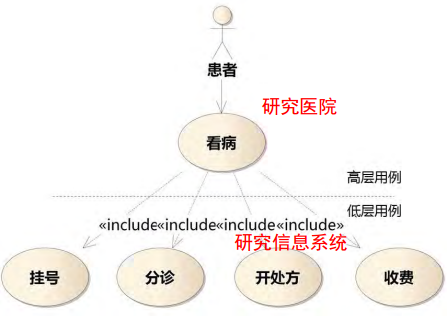 患者
研究医院
看病
高层用例
低层用例
«include«include«include«include»
研究信息系统
挂号
分诊
开处方
收费